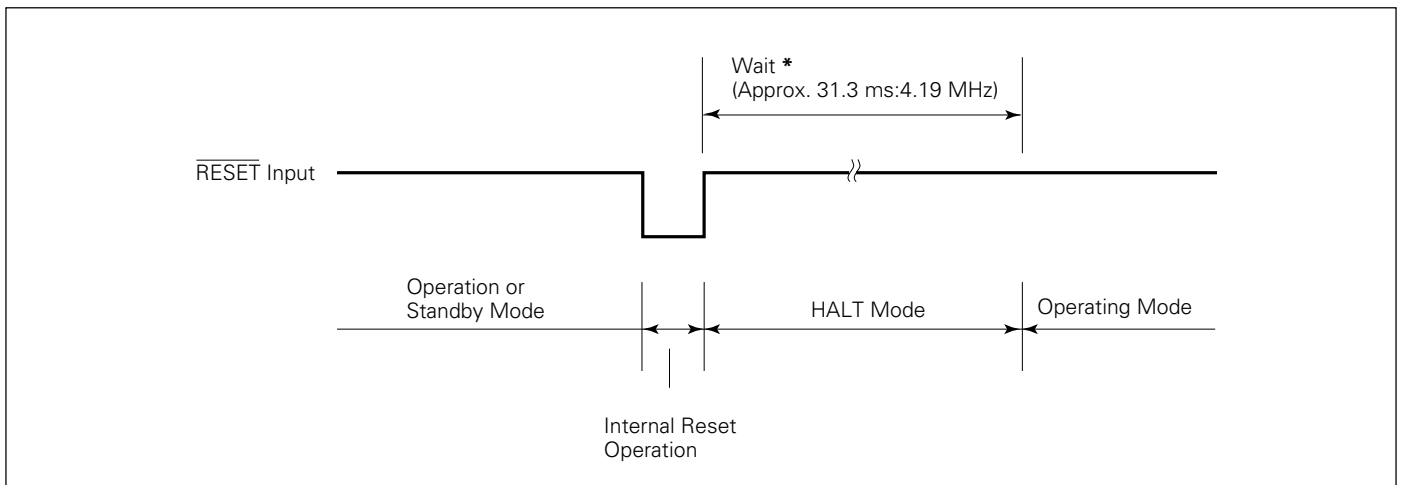 Wait *
(Approx. 31.3 ms:4.19 MHz)
RESET Input
Operation or
Standby Mode
HALT Mode
Operating Mode
Internal Reset
Operation